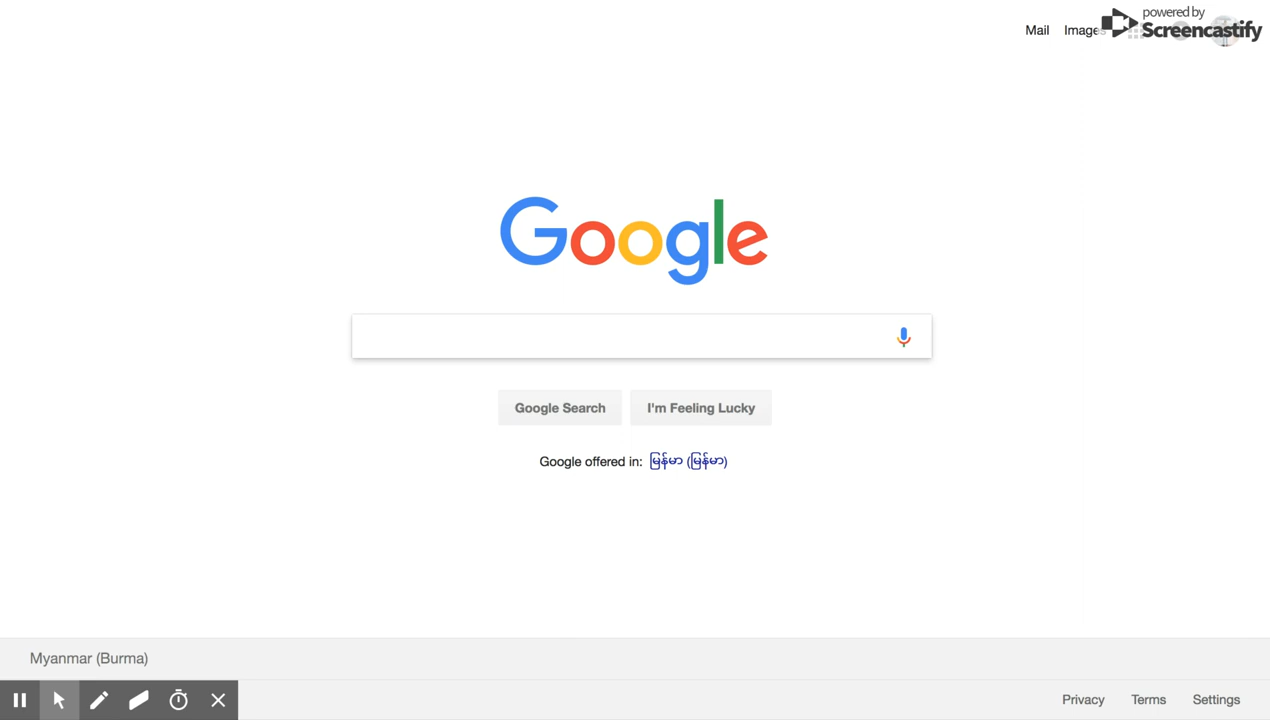 Mail Images
powered by
Screencastify
Google
Google Search I'm Feeling Lucky
Google offered in: မြန်မာ (မြန်မာ)
Myanmar (Burma)
Privacy Terms Settings